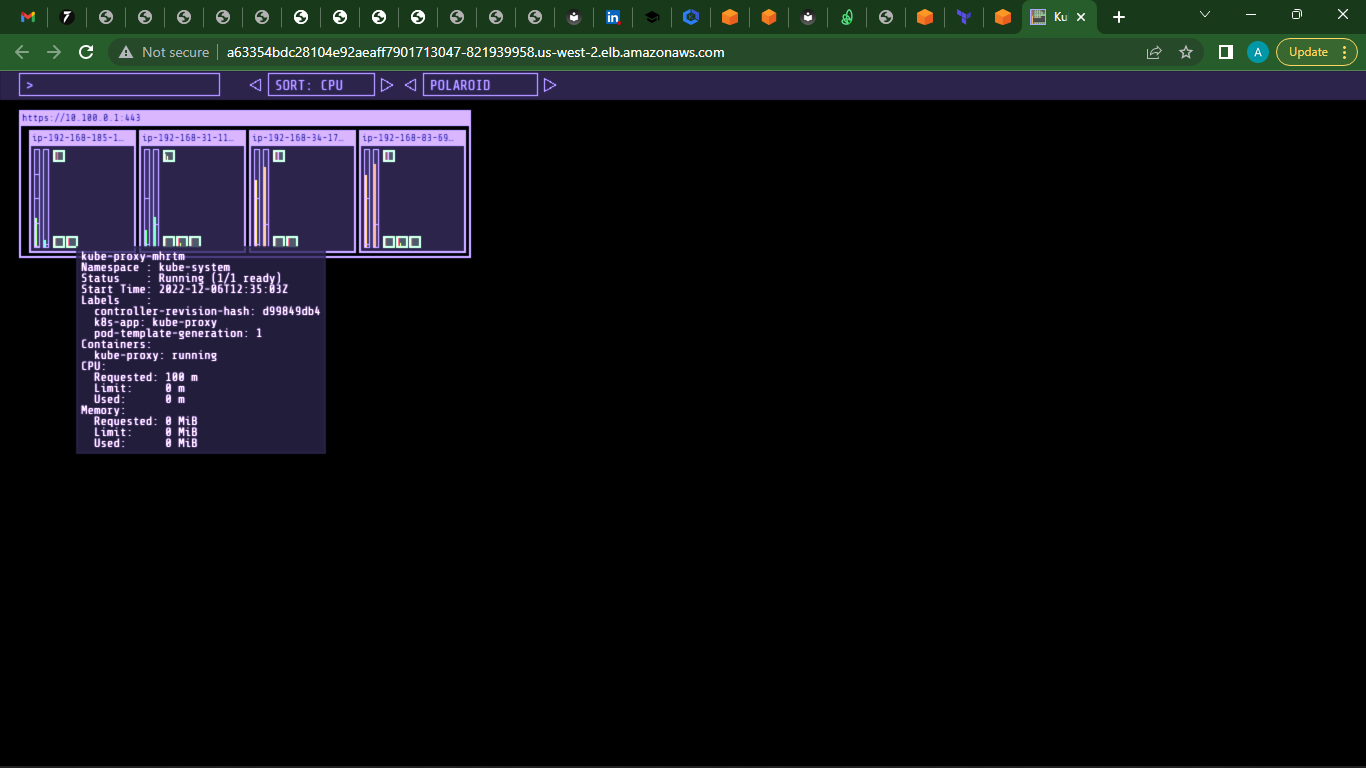 7
in
Ku
Not secure
a63354bdc28104e92aeaff7901713047-821939958.us-west-2.elb.amazonaws.com
A
Update
>
SORT: CPU
POLAROID
https://10.100.0.1:443
ip-192-168-185-1…
ip-192-168-31-11…
ip-192-168-34-17…
ip-192-168-83-69…
kube-proxy-mhrtm
Namespace : kube-system
Status : Running (1/1 ready)
Start Time: 2022-12-06T12:35:03Z
Labels :
controller-revision-hash: d99849db4
k8s-app: kube-proxy
pod-template-generation: 1
Containers:
kube-proxy: running
CPU:
Requested: 100 m
Limit: 0 m
Used: 0 m
Memory:
Requested: 0 MiB
Limit: 0 MiB
Used: 0 MiB